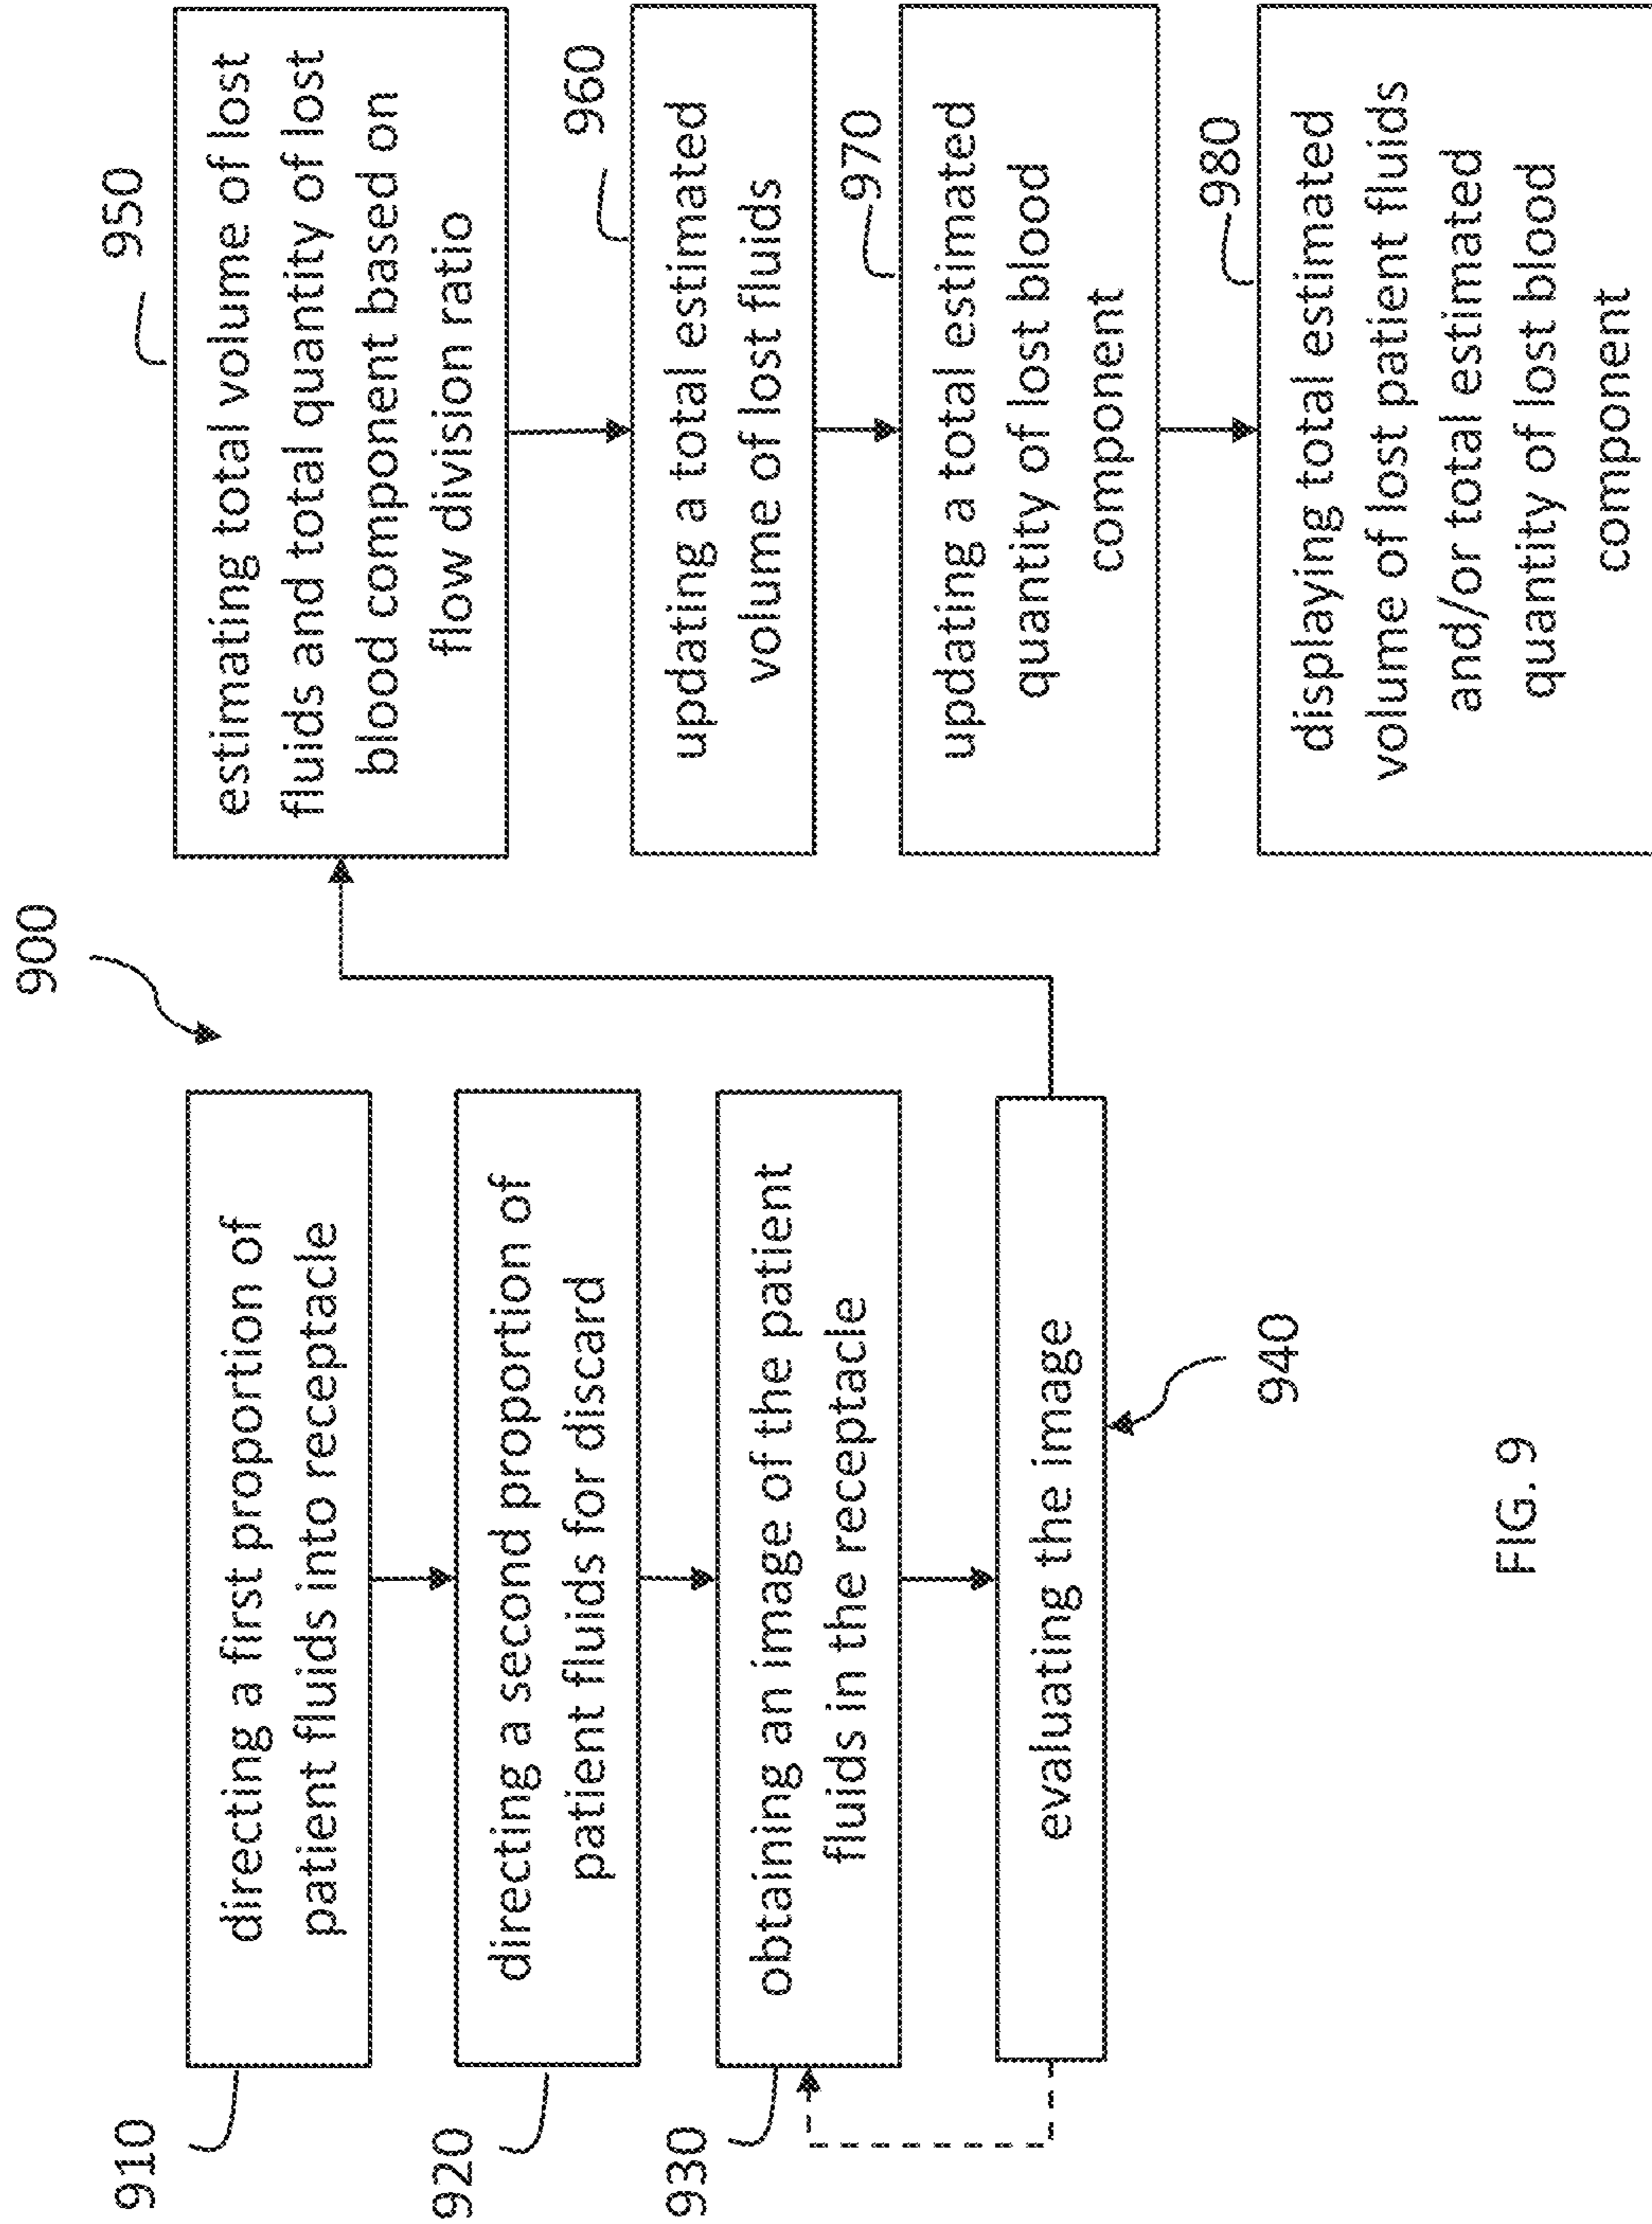 900
910
directing a first proportion of
patient fluids into receptacle
920
directing a second proportion of
patient fluids for discard
930
obtaining an image of the patient
fluids in the receptacle
evaluating the image
940
950
estimating total volume of lost
fluids and total quantity of lost
blood component based on
flow division ratio
960
updating a total estimated
volume of lost fluids
970
updating a total estimated
quantity of lost blood
component
980
displaying total estimated
volume of lost patient fluids
and/or total estimated
quantity of lost blood
component
FIG. 9